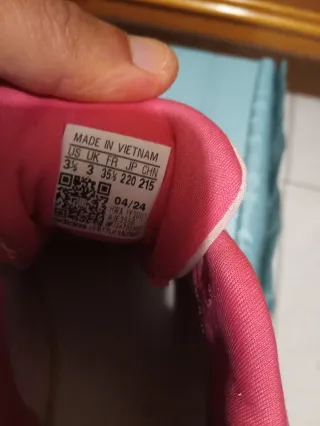 MADE IN VIETNAM
US UK FR JP CHN
3½ 3 35½ 220 215
04/24